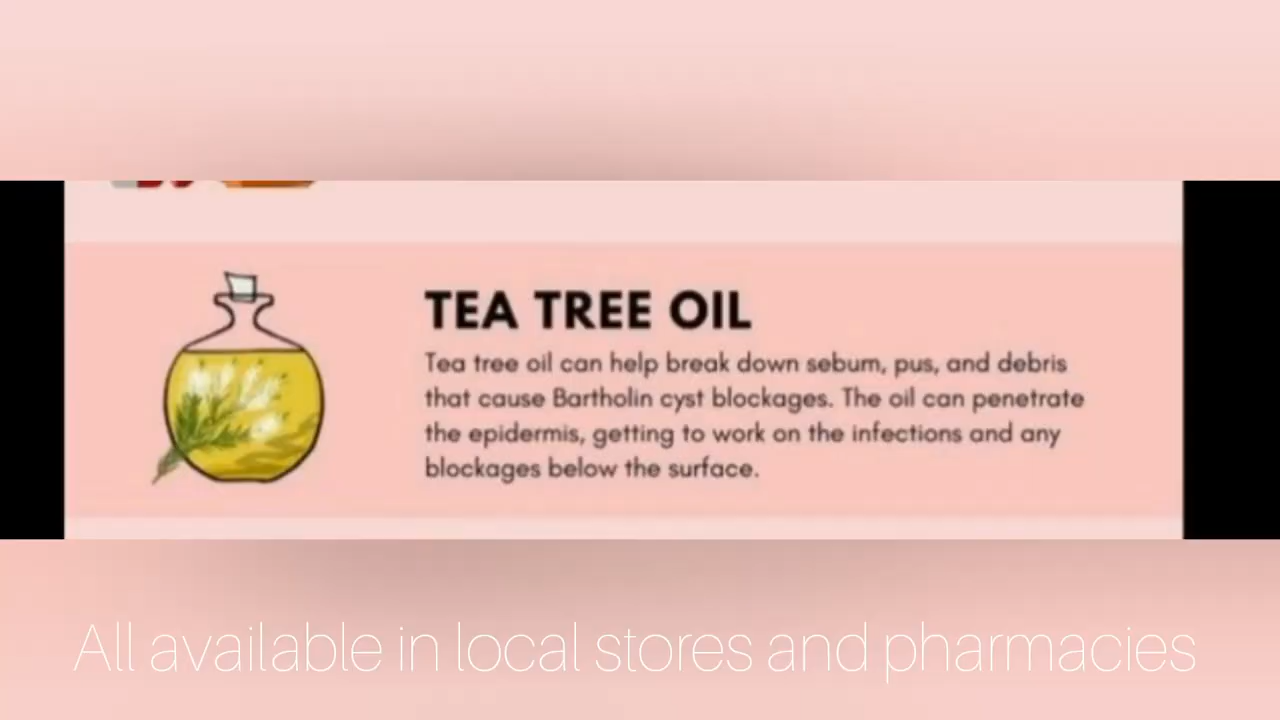 TEA TREE OIL
Tea tree oil can help break down sebum, pus, and debris
that cause Bartholin cyst blockages. The oil can penetrate
the epidermis, getting to work on the infections and any
blockages below the surface.
All available in local stores and pharmacies